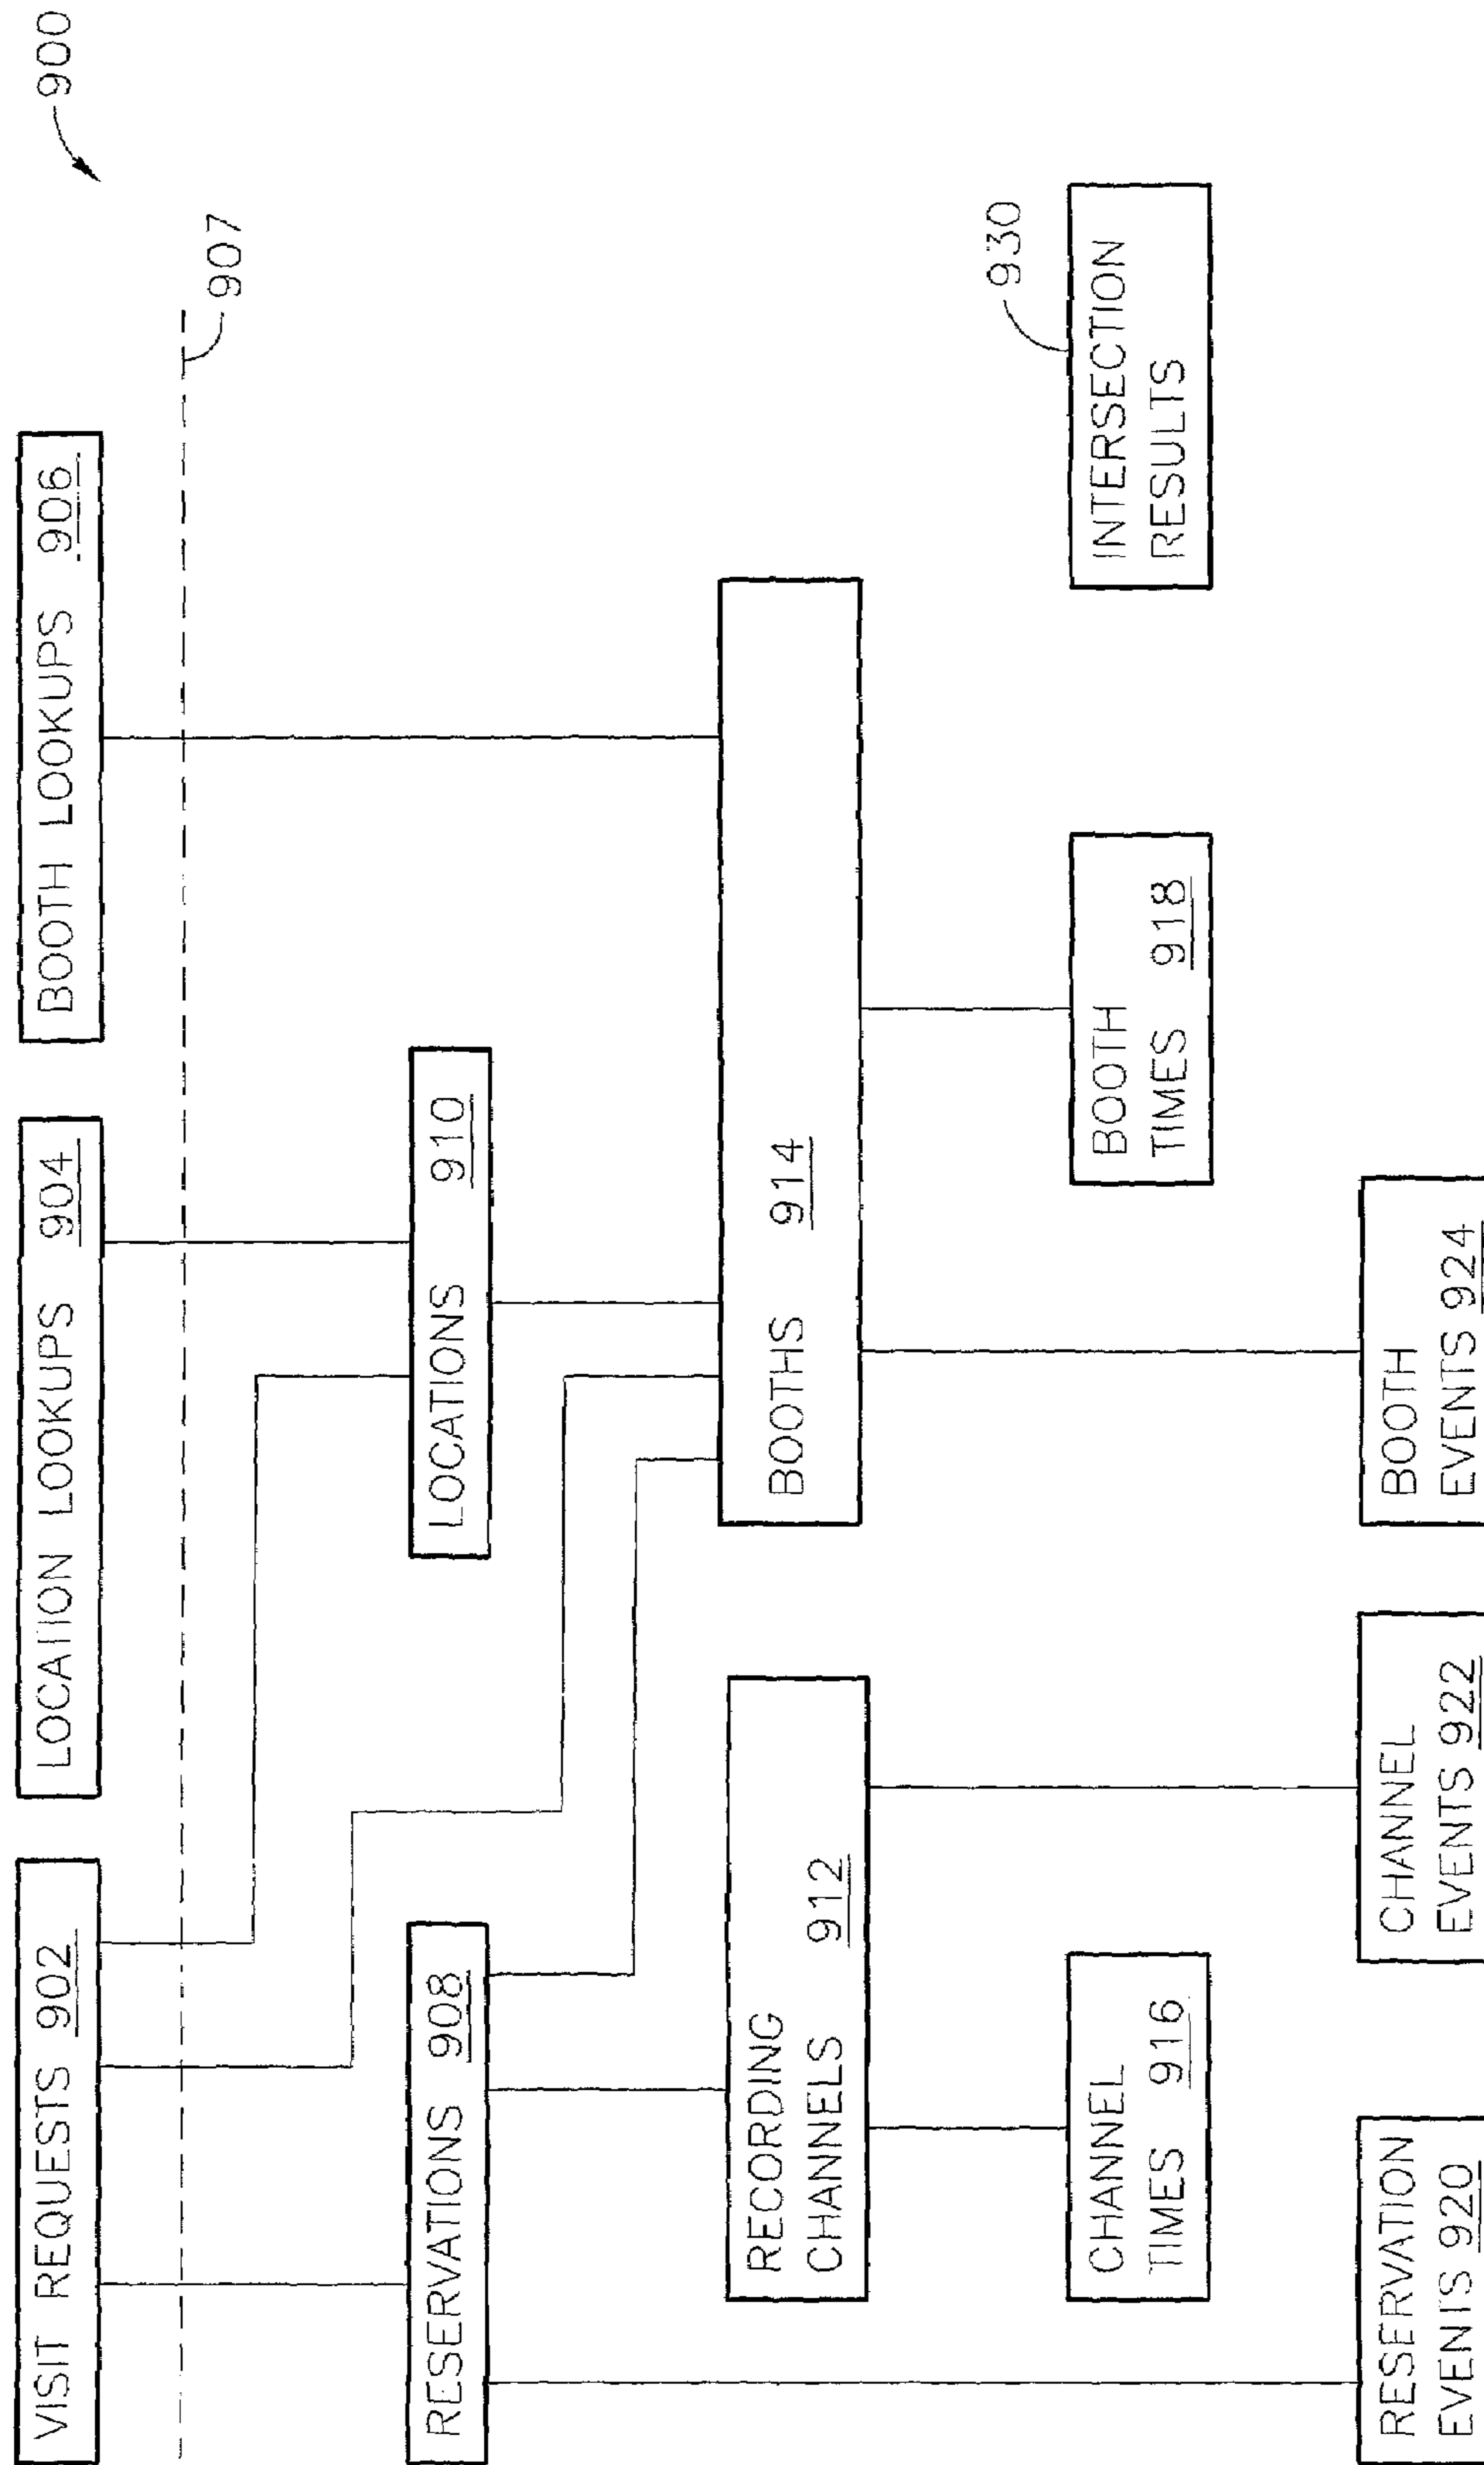 900
VISIT REQUESTS 902
LOCATION LOOKUPS 904
BOOTH LOOKUPS 906
907
RESERVATIONS 908
LOCATIONS 910
RECORDING
CHANNELS 912
BOOTHS 914
CHANNEL
TIMES 916
BOOTH
TIMES 918
930
INTERSECTION
RESULTS
RESERVATION
EVENTS 920
CHANNEL
EVENTS 922
BOOTH
EVENTS 924